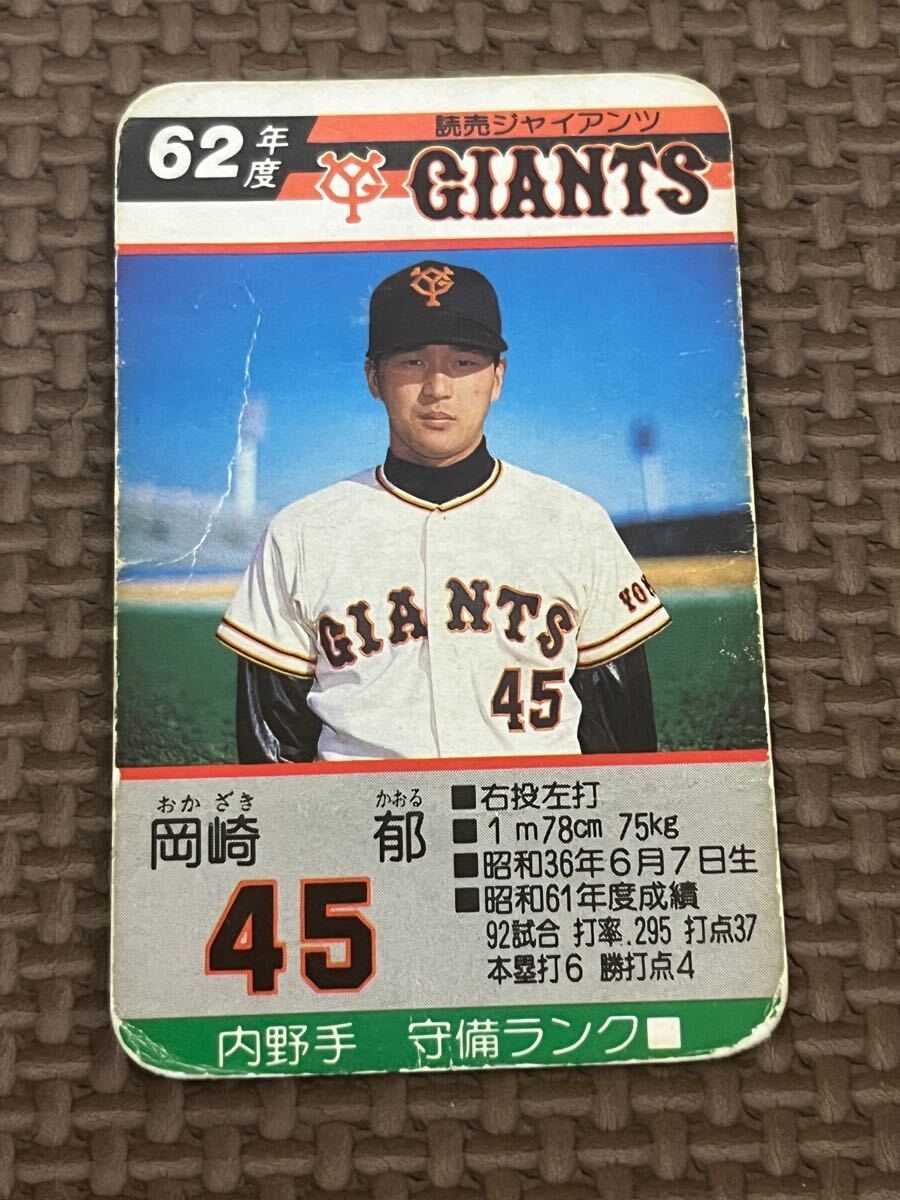 62年度
読売ジャイアンツ
GIANTS
YG
GIANTS
45
おかざき かおる
岡崎 郁
45
■右投左打
■1m78cm 75kg
■昭和36年6月7日生
■昭和61年度成績
92試合 打率.295 打点37
本塁打6 勝打点4
内野手 守備ランク■